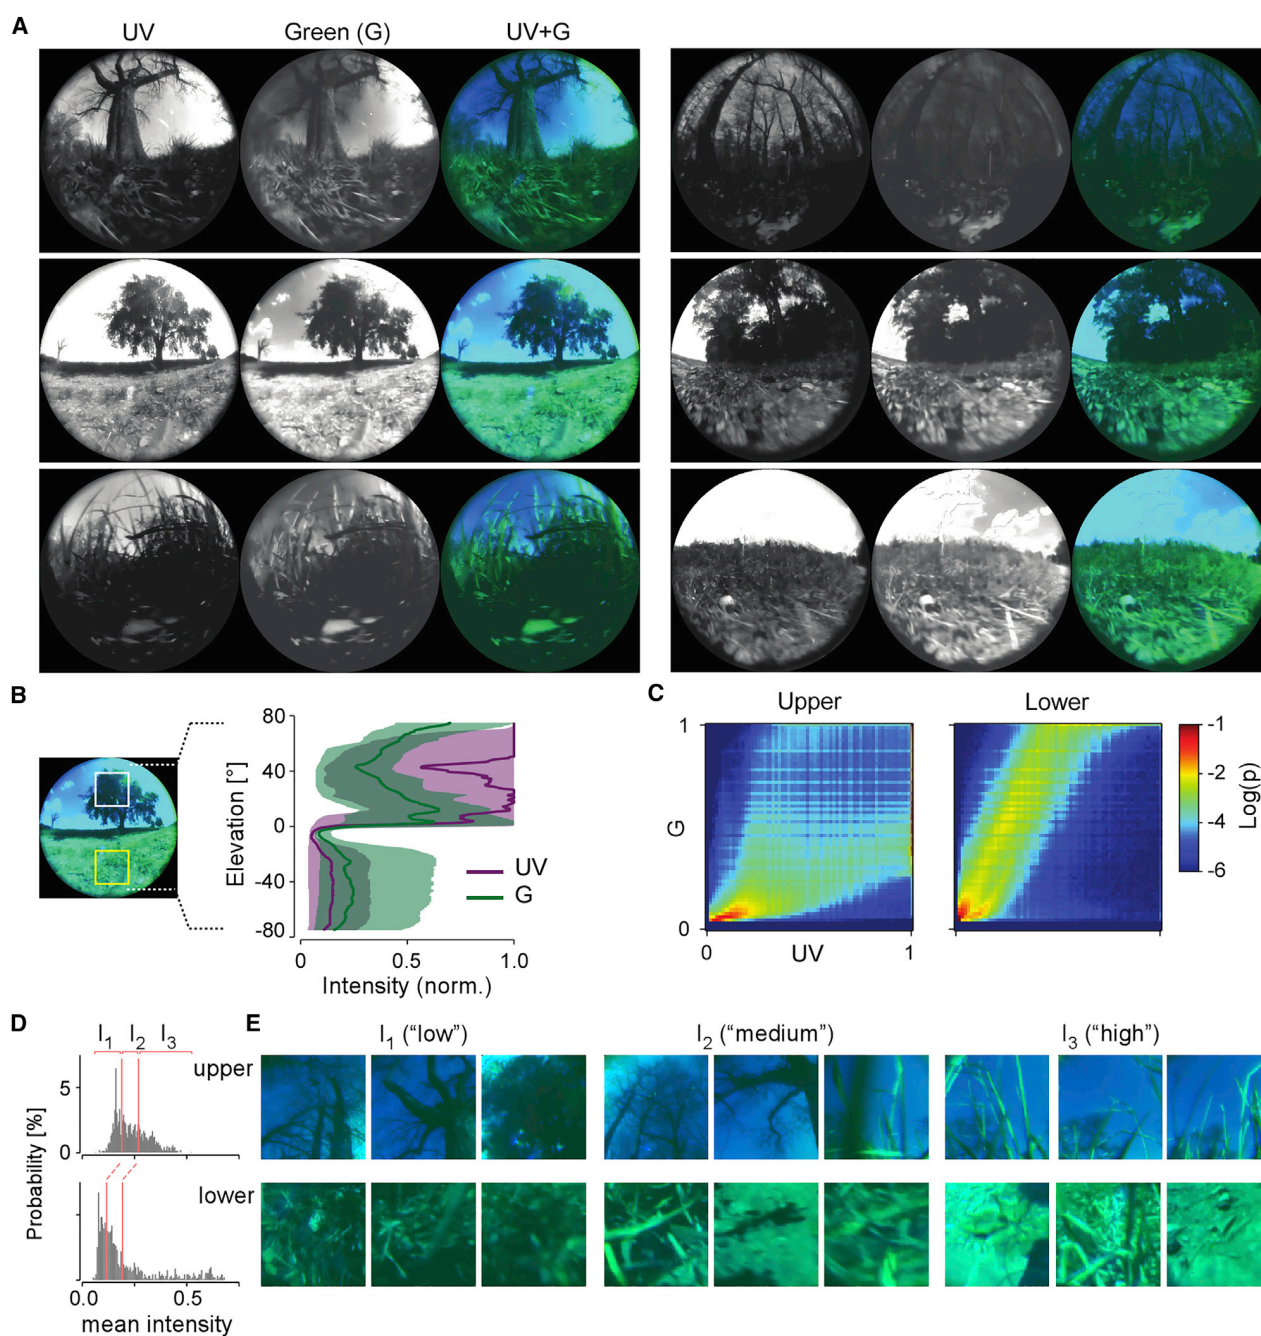 A
UV Green (G) UV+G
B
80
40
0
-40
-80
Elevation [°]
UV
G
0 0.5 1.0
Intensity (norm.)
C
Upper Lower
1
G
0
0 UV 1
-1
-2
-4
-6
Log(p)
D
I1 I2 I3
upper
5
0
lower
Probability [%]
0.0 0.5
mean intensity
E
I1 ("low") I2 ("medium") I3 ("high")